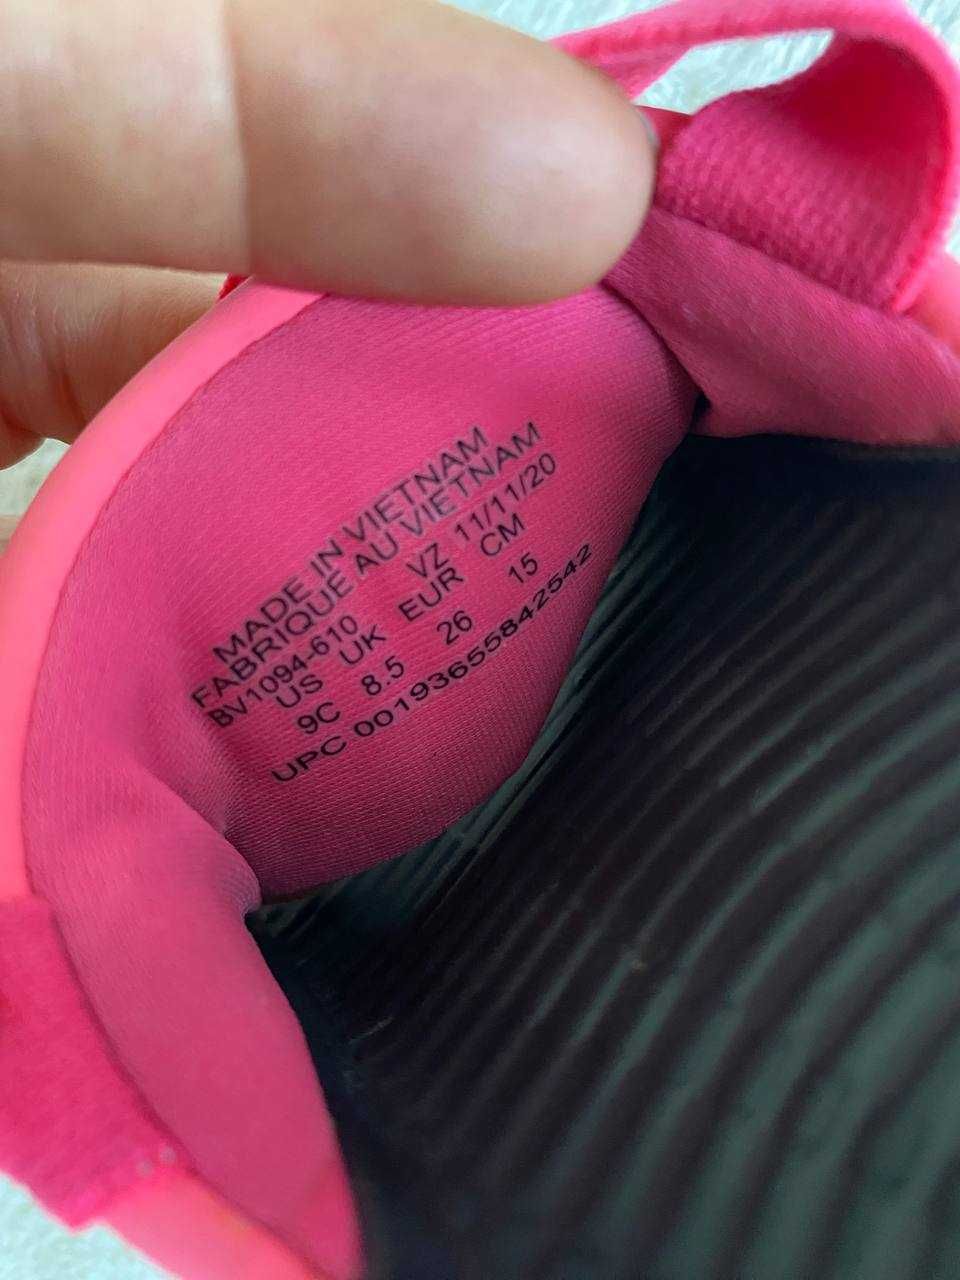 MADE IN VIETNAM
FABRIQUE AU VIETNAM
BV1094-610 VZ 11/11/20
US UK EUR CM
9C 8.5 26 15
UPC 00193655842542